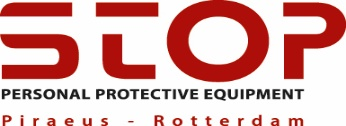 STOP
PERSONAL PROTECTIVE EQUIPMENT
Piraeus - Rotterdam